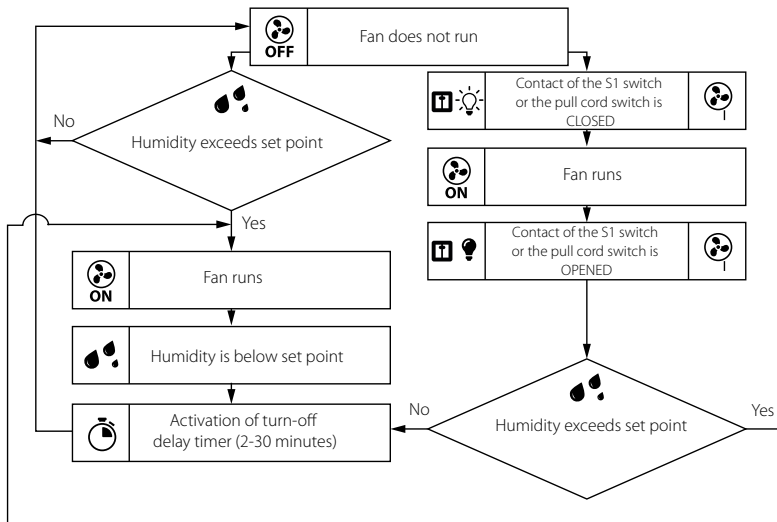 OFF
Fan does not run
No
Humidity exceeds set point
Yes
ON
Fan runs
Humidity is below set point
Activation of turn-off
delay timer (2-30 minutes)
Contact of the S1 switch
or the pull cord switch is
CLOSED
ON
Fan runs
Contact of the S1 switch
or the pull cord switch is
OPENED
No
Humidity exceeds set point
Yes